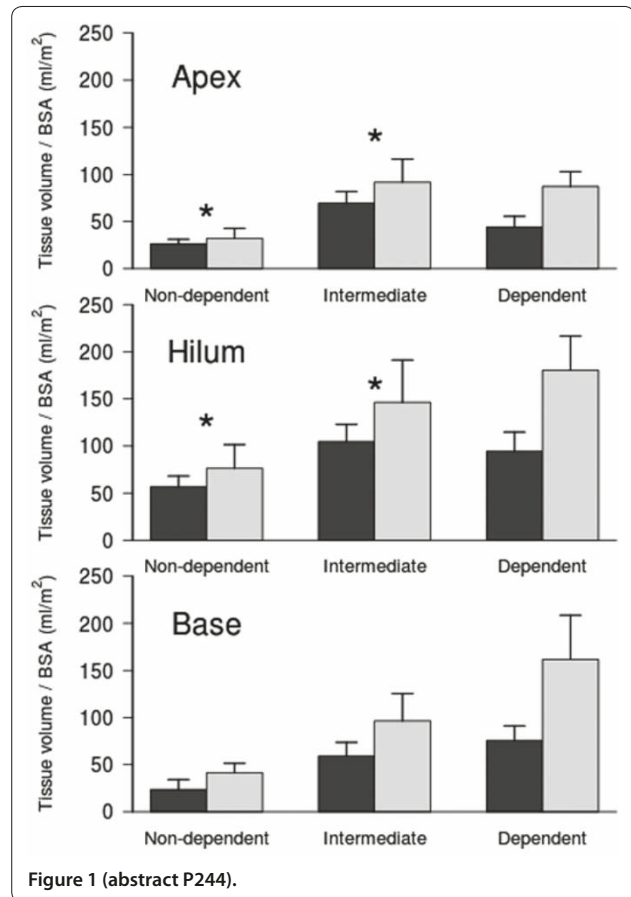 Tissue volume / BSA (ml/m²)
250
200
150
100
50
0
Apex
*
*
Non-dependent Intermediate Dependent
Tissue volume / BSA (ml/m²)
250
200
150
100
50
0
Hilum
*
*
Non-dependent Intermediate Dependent
Tissue volume / BSA (ml/m²)
250
200
150
100
50
0
Base
Non-dependent Intermediate Dependent
Figure 1 (abstract P244).